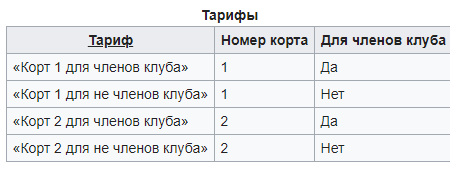 Тарифы
Тариф Номер корта Для членов клуба
«Корт 1 для членов клуба» 1 Да
«Корт 1 для не членов клуба» 1 Нет
«Корт 2 для членов клуба» 2 Да
«Корт 2 для не членов клуба» 2 Нет